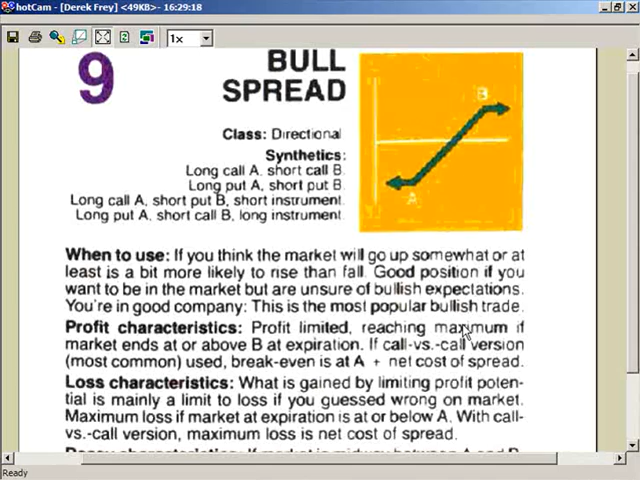 hotCam - [Derek Frey] <49KB>- 16:29:18
1x
9
BULL
SPREAD
Class: Directional
Synthetics:
Long call A, short call B.
Long put A, short put B.
Long call A, short put B, short instrument.
Long put A, short call B, long instrument.
B
A
When to use: If you think the market will go up somewhat or at
least is a bit more likely to rise than fall. Good position if you
want to be in the market but are unsure of bullish expectations.
You're in good company: This is the most popular bullish trade.
Profit characteristics: Profit limited, reaching maximum if
market ends at or above B at expiration. If call-vs.-call version
(most common) used, break-even is at A + net cost of spread.
Loss characteristics: What is gained by limiting profit poten-
tial is mainly a limit to loss if you guessed wrong on market.
Maximum loss if market at expiration is at or below A. With call-
vs.-call version, maximum loss is net cost of spread.
Ready